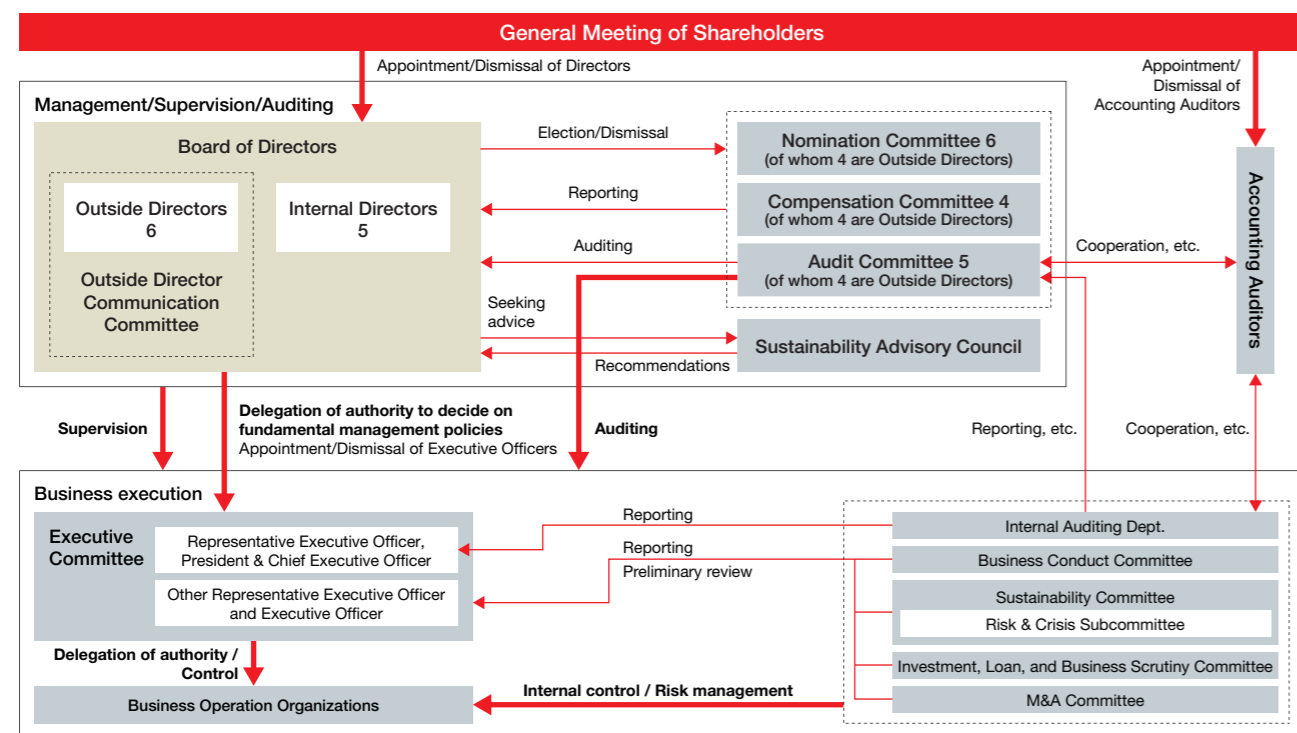 General Meeting of Shareholders
Appointment/Dismissal of Directors
Appointment/
Dismissal of
Accounting Auditors
Management/Supervision/Auditing
Board of Directors
Outside Directors
6
Internal Directors
5
Outside Director
Communication
Committee
Election/Dismissal
Reporting
Auditing
Seeking
advice
Recommendations
Nomination Committee 6
(of whom 4 are Outside Directors)
Compensation Committee 4
(of whom 4 are Outside Directors)
Audit Committee 5
(of whom 4 are Outside Directors)
Sustainability Advisory Council
Cooperation, etc.
Accounting Auditors
Supervision
Delegation of authority to decide on
fundamental management policies
Appointment/Dismissal of Executive Officers
Auditing
Reporting, etc.
Cooperation, etc.
Business execution
Executive
Committee
Representative Executive Officer,
President & Chief Executive Officer
Other Representative Executive Officer
and Executive Officer
Reporting
Reporting
Preliminary review
Internal Auditing Dept.
Business Conduct Committee
Sustainability Committee
Risk & Crisis Subcommittee
Investment, Loan, and Business Scrutiny Committee
M&A Committee
Delegation of authority /
Control
Internal control / Risk management
Business Operation Organizations